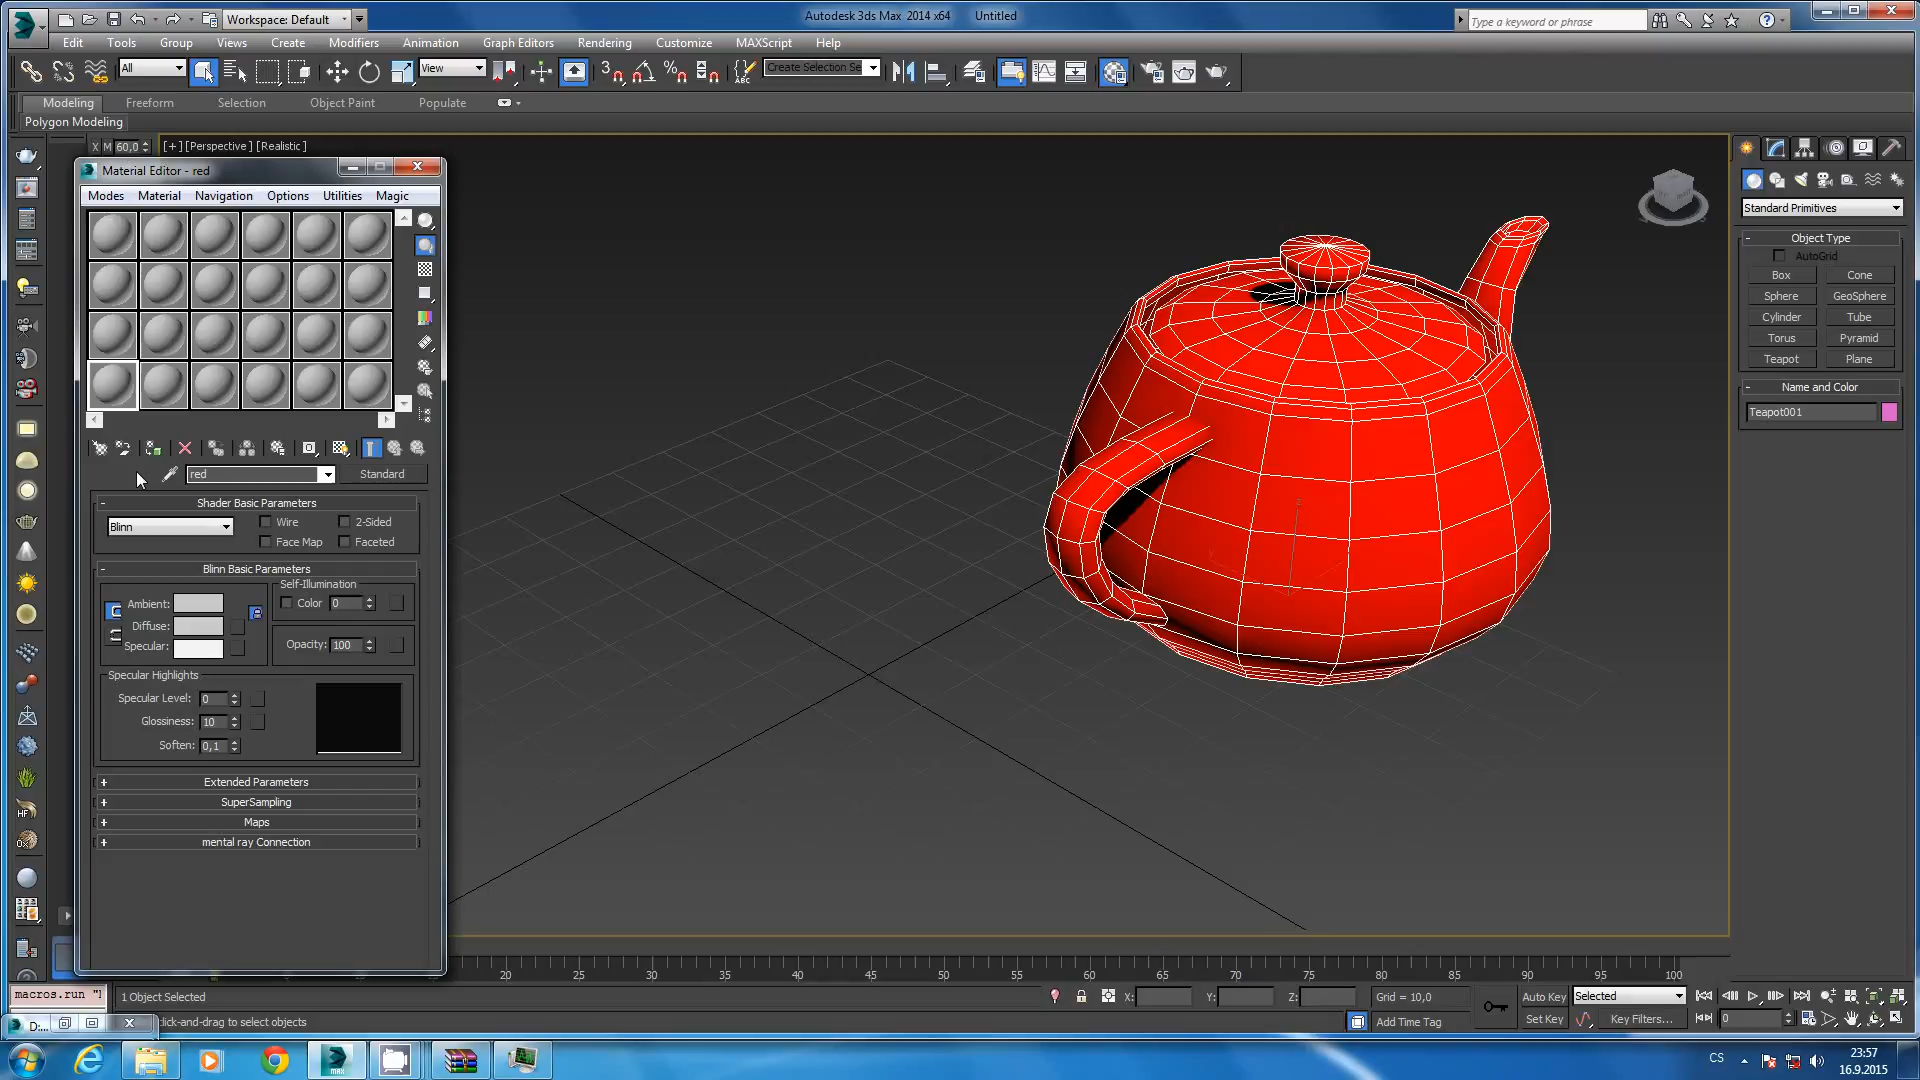 Workspace: Default
Autodesk 3ds Max 2014 x64 Untitled
Type a keyword or phrase
Edit Tools Group Views Create Modifiers Animation Graph Editors Rendering Customize MAXScript Help
All
View
Create Selection Se
Modeling Freeform Selection Object Paint Populate
Polygon Modeling
X M 60,0
[+] [Perspective] [Realistic]
Material Editor - red
Modes Material Navigation Options Utilities Magic
red
Standard
Shader Basic Parameters
Blinn
Wire
2-Sided
Face Map
Faceted
Blinn Basic Parameters
Self-Illumination
Ambient:
Color 0
Diffuse:
Specular:
Opacity: 100
Specular Highlights
Specular Level: 0
Glossiness: 10
Soften: 0,1
Extended Parameters
SuperSampling
Maps
mental ray Connection
Standard Primitives
Object Type
AutoGrid
Box Cone
Sphere GeoSphere
Cylinder Tube
Torus Pyramid
Teapot Plane
Name and Color
Teapot001
20 25 30 35 40 45 50 55 60 65 70 75 80 85 90 95 100
macros.run "
1 Object Selected
X: Y: Z:
Grid = 10,0
Auto Key
Selected
D:...
click-and-drag to select objects
Add Time Tag
Set Key
Key Filters...
0
CS
23:57
16.9.2015